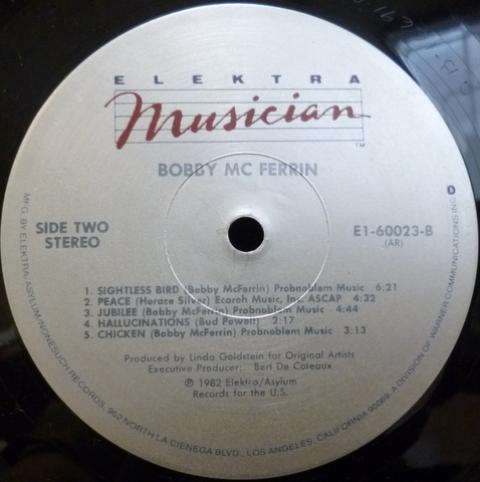 ELEKTRA
Musician
TM
BOBBY MC FERRIN
SIDE TWO
STEREO
E1-60023-B
(AR)
1. SIGHTLESS BIRD (Bobby McFerrin) Probnoblem Music 6:21
2. PEACE (Horace Silver) Ecaroh Music, Inc. ASCAP 4:32
3. JUBILEE (Bobby McFerrin) Probnoblem Music 4:44
4. HALLUCINATIONS (Bud Powell) 2:17
5. CHICKEN (Bobby McFerrin) Probnoblem Music 3:13
Produced by Linda Goldstein for Original Artists
Executive Producer: Bert De Coteaux
℗ 1982 Elektra/Asylum
Records for the U.S.
MFG. BY ELEKTRA/ASYLUM/NONESUCH RECORDS, 962 NORTH LA CIENEGA BLVD., LOS ANGELES, CALIFORNIA 90069. A DIVISION OF WARNER COMMUNICATIONS INC.